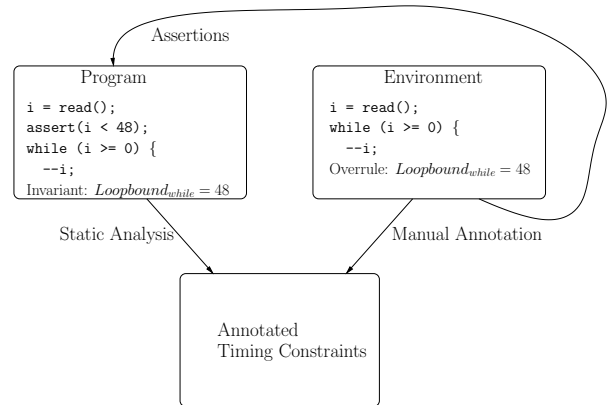 Assertions
Program
i = read();
assert(i < 48);
while (i >= 0) {
--i;
Invariant: Loopbound_while = 48
Environment
i = read();
while (i >= 0) {
--i;
Overrule: Loopbound_while = 48
Static Analysis
Manual Annotation
Annotated
Timing Constraints